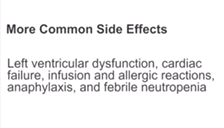 More Common Side Effects
Left ventricular dysfunction, cardiac
failure, infusion and allergic reactions,
anaphylaxis, and febrile neutropenia